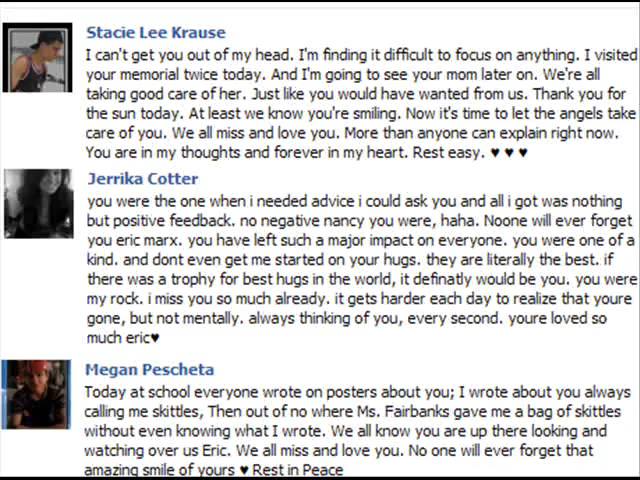 Stacie Lee Krause
I can't get you out of my head. I'm finding it difficult to focus on anything. I visited
your memorial twice today. And I'm going to see your mom later on. We're all
taking good care of her. Just like you would have wanted from us. Thank you for
the sun today. At least we know you're smiling. Now it's time to let the angels take
care of you. We all miss and love you. More than anyone can explain right now.
You are in my thoughts and forever in my heart. Rest easy. ♥ ♥ ♥
Jerrika Cotter
you were the one when i needed advice i could ask you and all i got was nothing
but positive feedback. no negative nancy you were, haha. Noone will ever forget
you eric marx. you have left such a major impact on everyone. you were one of a
kind. and dont even get me started on your hugs. they are literally the best. if
there was a trophy for best hugs in the world, it definatly would be you. you were
my rock. i miss you so much already. it gets harder each day to realize that youre
gone, but not mentally. always thinking of you, every second. youre loved so
much eric♥
Megan Pescheta
Today at school everyone wrote on posters about you; I wrote about you always
calling me skittles, Then out of no where Ms. Fairbanks gave me a bag of skittles
without even knowing what I wrote. We all know you are up there looking and
watching over us Eric. We all miss and love you. No one will ever forget that
amazing smile of yours ♥ Rest in Peace